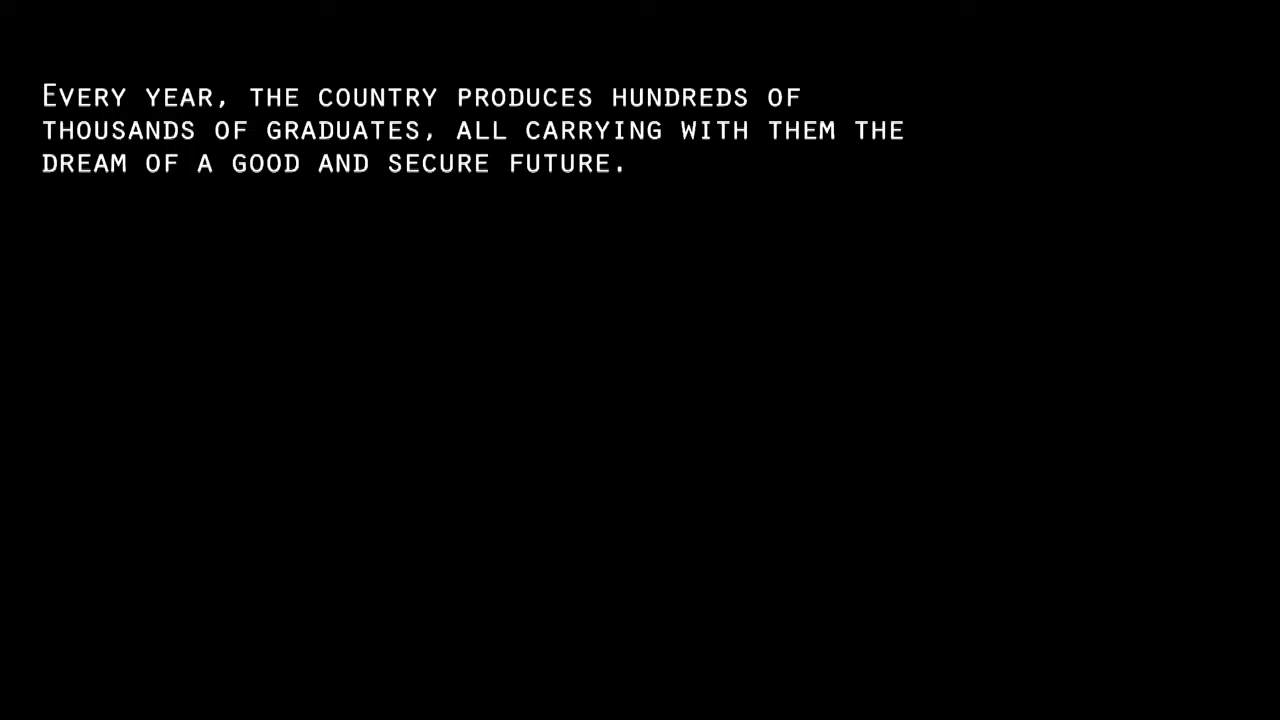 Every year, the country produces hundreds of
thousands of graduates, all carrying with them the
dream of a good and secure future.